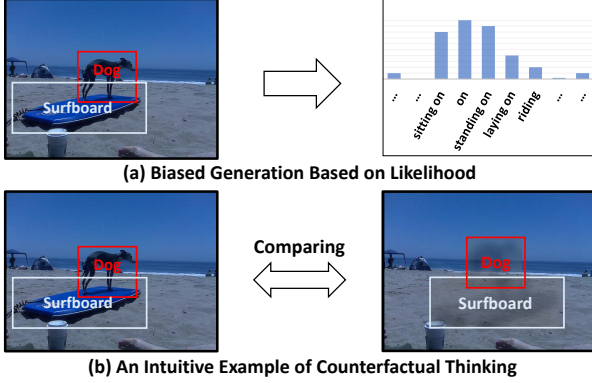 Dog
Surfboard
...
...
sitting on
on
standing on
laying on
riding
...
...
(a) Biased Generation Based on Likelihood
Dog
Surfboard
Comparing
Dog
Surfboard
(b) An Intuitive Example of Counterfactual Thinking